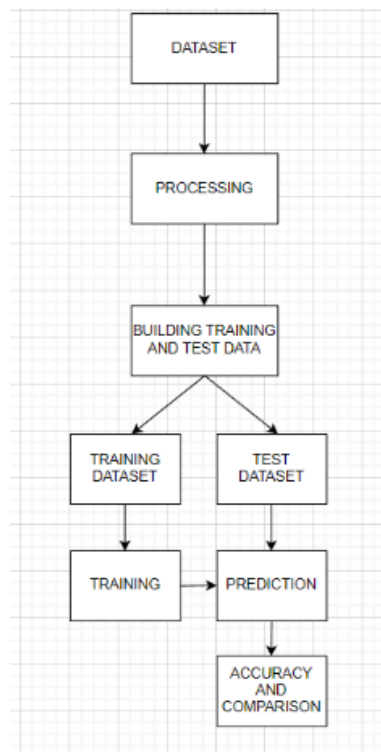 DATASET
PROCESSING
BUILDING TRAINING
AND TEST DATA
TRAINING
DATASET
TEST
DATASET
TRAINING
PREDICTION
ACCURACY
AND
COMPARISON